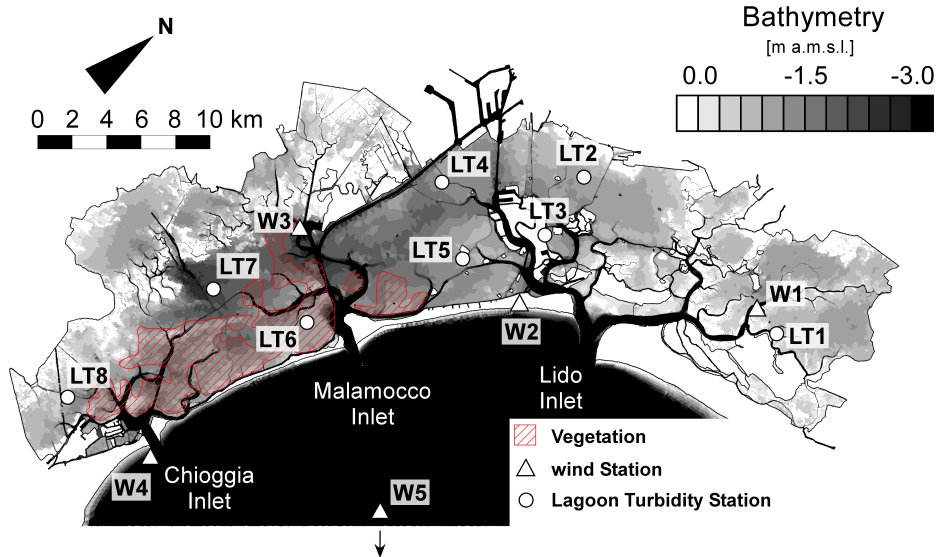 N
0 2 4 6 8 10 km
Bathymetry
[m a.m.s.l.]
0.0 -1.5 -3.0
LT4
LT2
W3
LT3
LT5
LT7
W1
LT6
W2
LT1
LT8
Malamocco
Inlet
Lido
Inlet
Chioggia
Inlet
W4
W5
Vegetation
wind Station
Lagoon Turbidity Station